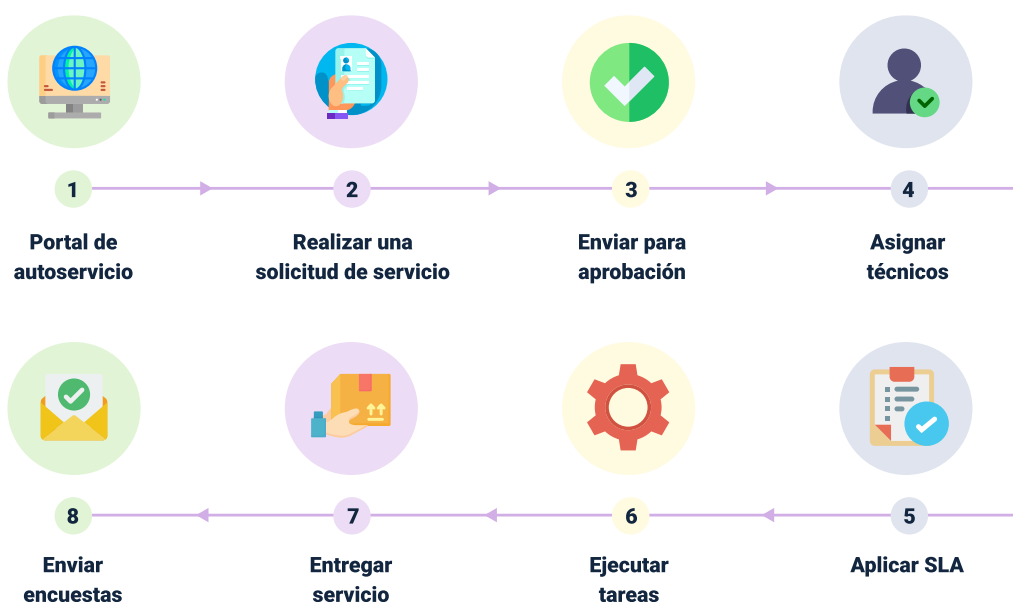 1
Portal de
autoservicio
2
Realizar una
solicitud de servicio
3
Enviar para
aprobación
4
Asignar
técnicos
5
Aplicar SLA
6
Ejecutar
tareas
7
Entregar
servicio
8
Enviar
encuestas